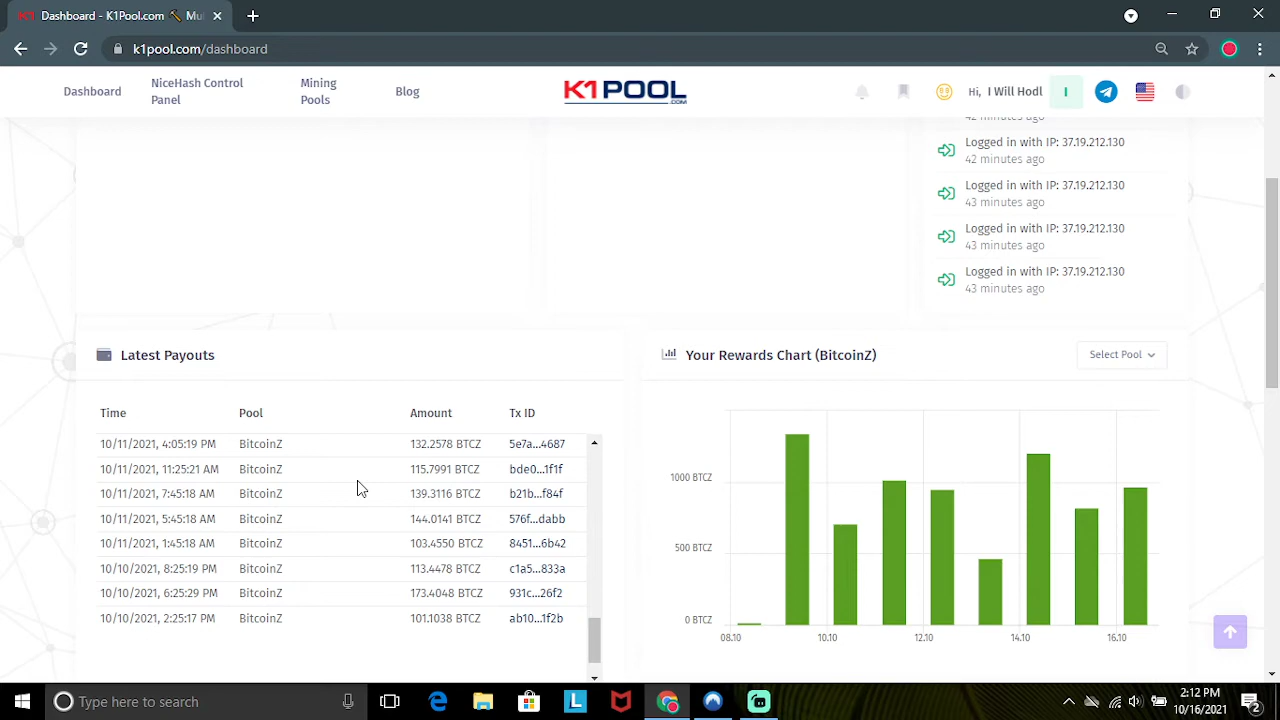 Dashboard - K1Pool.com
k1pool.com/dashboard
Dashboard
NiceHash Control
Panel
Mining
Pools
Blog
K1 POOL
.COM
Hi, I Will Hodl
I
42 minutes ago
Logged in with IP: 37.19.212.130
42 minutes ago
Logged in with IP: 37.19.212.130
43 minutes ago
Logged in with IP: 37.19.212.130
43 minutes ago
Logged in with IP: 37.19.212.130
43 minutes ago
Latest Payouts
Time Pool Amount Tx ID
10/11/2021, 4:05:19 PM BitcoinZ 132.2578 BTCZ 5e7a...4687
10/11/2021, 11:25:21 AM BitcoinZ 115.7991 BTCZ bde0...1f1f
10/11/2021, 7:45:18 AM BitcoinZ 139.3116 BTCZ b21b...f84f
10/11/2021, 5:45:18 AM BitcoinZ 144.0141 BTCZ 576f...dabb
10/11/2021, 1:45:18 AM BitcoinZ 103.4550 BTCZ 8451...6b42
10/10/2021, 8:25:19 PM BitcoinZ 113.4478 BTCZ c1a5...833a
10/10/2021, 6:25:29 PM BitcoinZ 173.4048 BTCZ 931c...26f2
10/10/2021, 2:25:17 PM BitcoinZ 101.1038 BTCZ ab10...1f2b
Your Rewards Chart (BitcoinZ)
Select Pool
1000 BTCZ
500 BTCZ
0 BTCZ
08.10 10.10 12.10 14.10 16.10
Type here to search
L
2:12 PM
10/16/2021
2